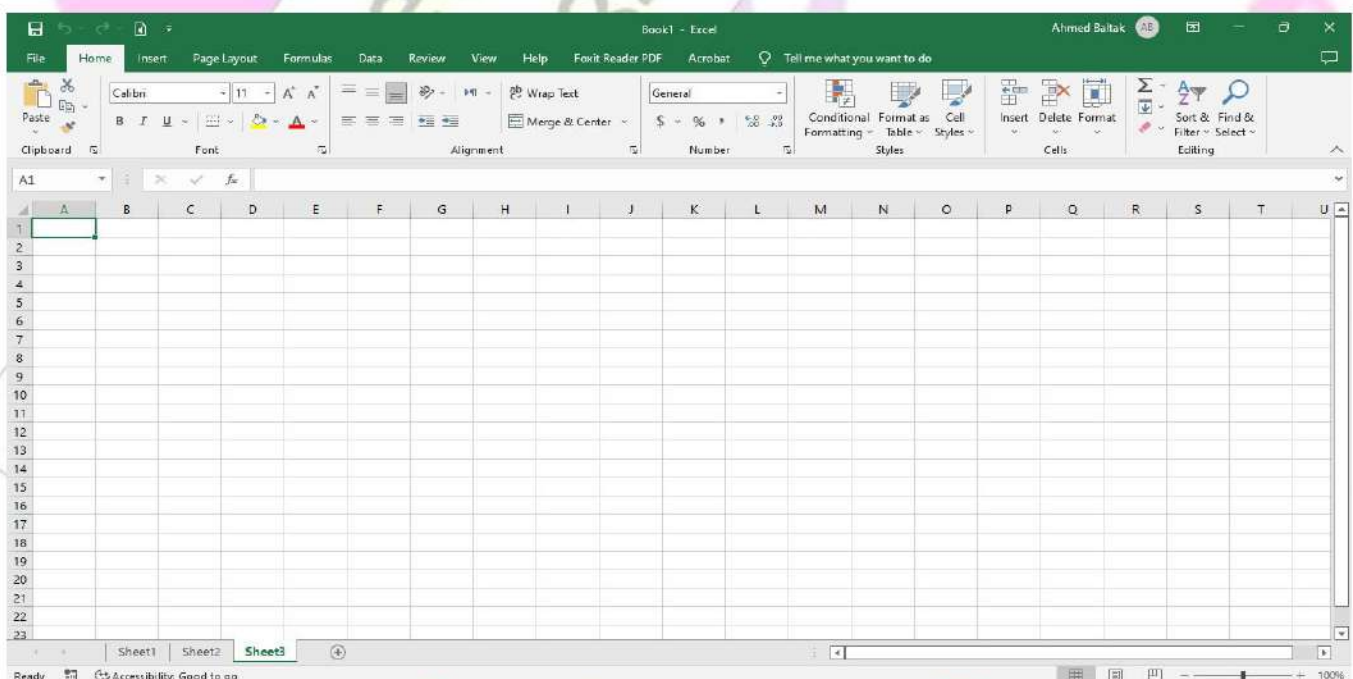 Book1 - Excel
Ahmed Baltak AB
File Home Insert Page Layout Formulas Data Review View Help Foxit Reader PDF Acrobat Tell me what you want to do
Calibri 11 A^ A˅ Wrap Text General Σ
Paste B I U A Merge & Center $ % , Conditional Format as Cell Insert Delete Format Sort & Find &
Formatting Table Styles Filter Select
Clipboard Font Alignment Number Styles Cells Editing
A1 fx
A B C D E F G H I J K L M N O P Q R S T U
1
2
3
4
5
6
7
8
9
10
11
12
13
14
15
16
17
18
19
20
21
22
23
Sheet1 Sheet2 Sheet3
Ready Accessibility: Good to go 100%